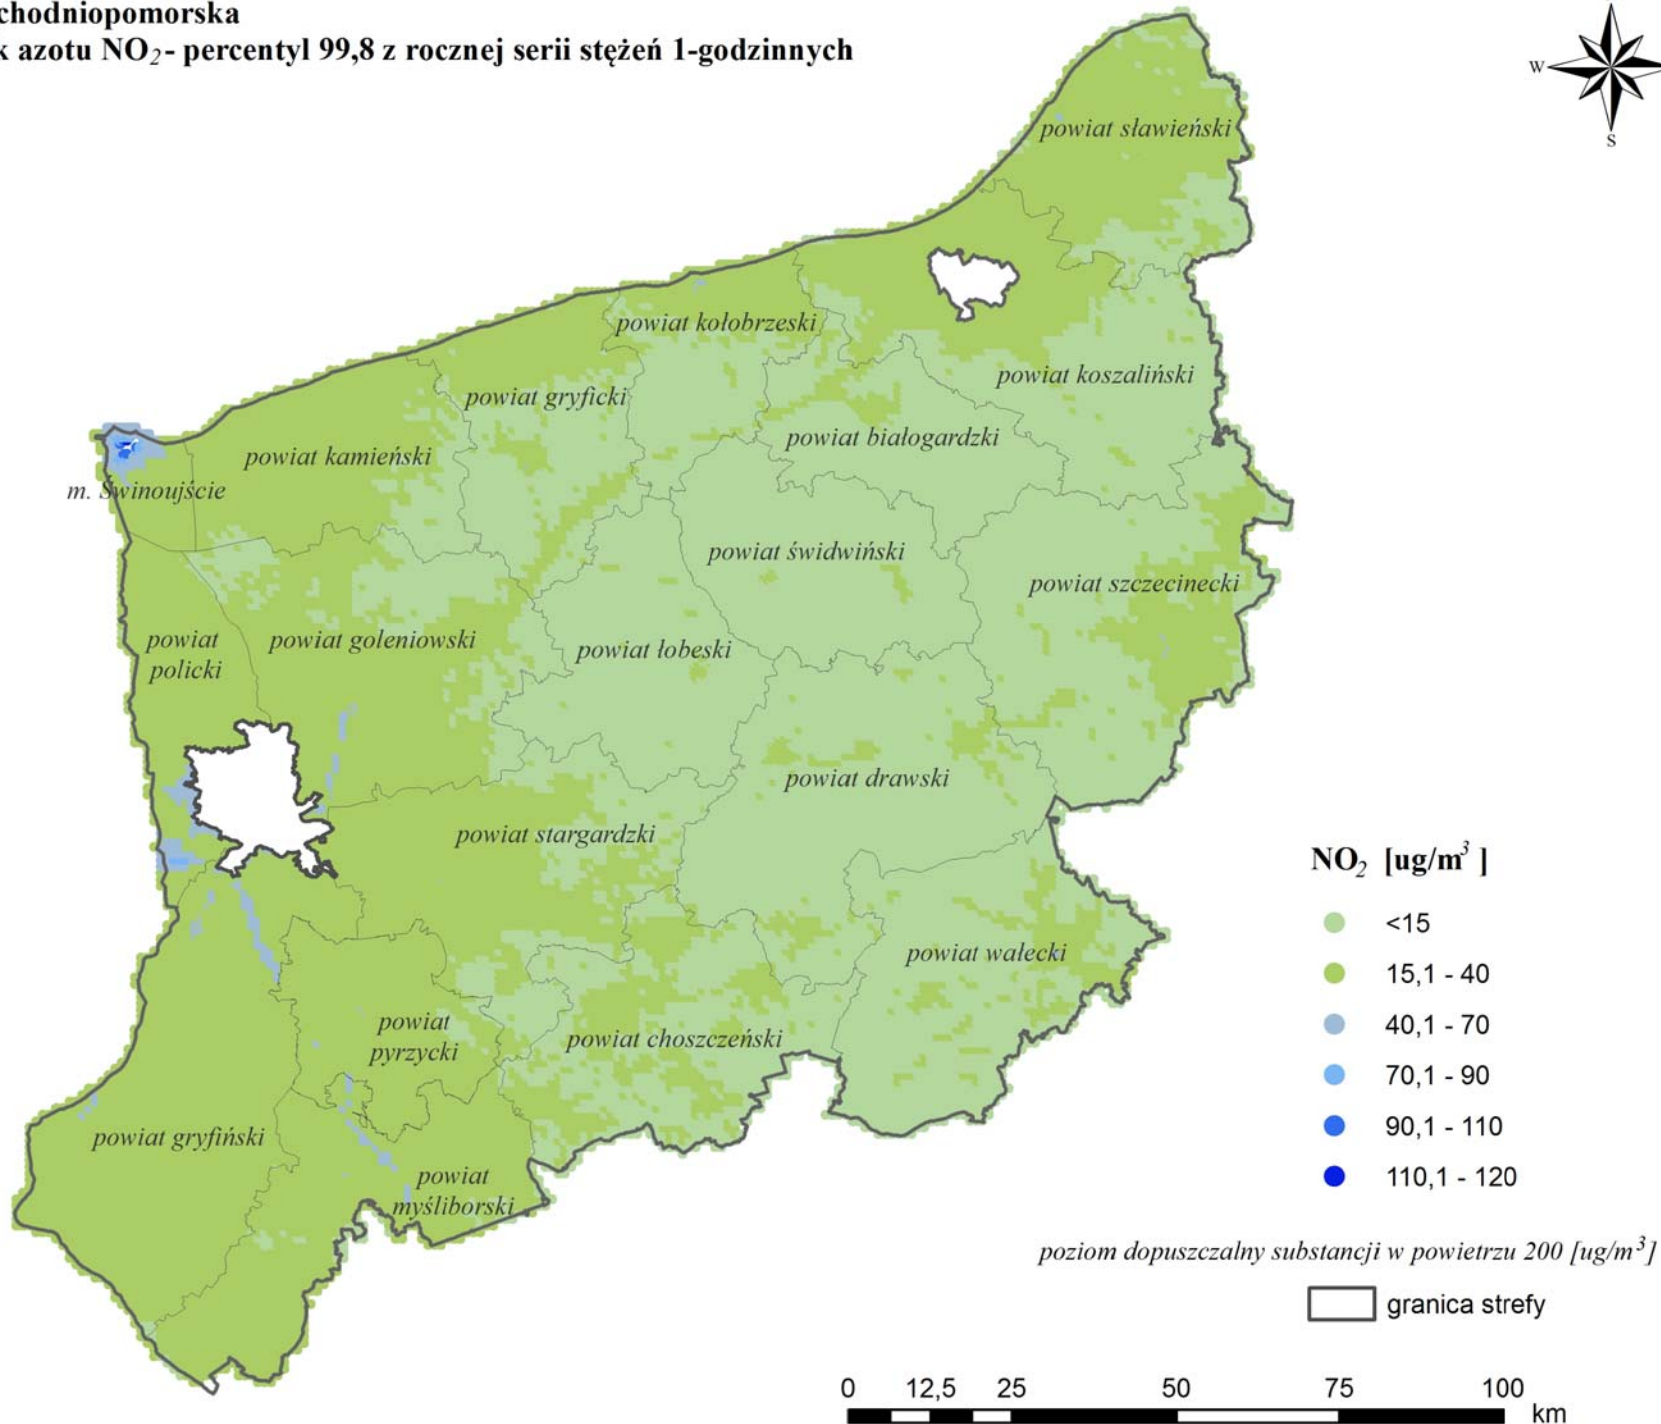 chodniopomorska
k azotu NO2 - percentyl 99,8 z rocznej serii stężeń 1-godzinnych
W
S
powiat sławieński
powiat kołobrzeski
powiat koszaliński
powiat gryficki
powiat białogardzki
powiat kamieński
m. Świnoujście
powiat świdwiński
powiat szczecinecki
powiat
policki
powiat goleniowski
powiat łobeski
powiat drawski
powiat stargardzki
powiat wałecki
powiat
pyrzycki
powiat choszczeński
powiat gryfiński
powiat
myśliborski
NO2 [ug/m3 ]
<15
15,1 - 40
40,1 - 70
70,1 - 90
90,1 - 110
110,1 - 120
poziom dopuszczalny substancji w powietrzu 200 [ug/m3]
granica strefy
0 12,5 25 50 75 100
km